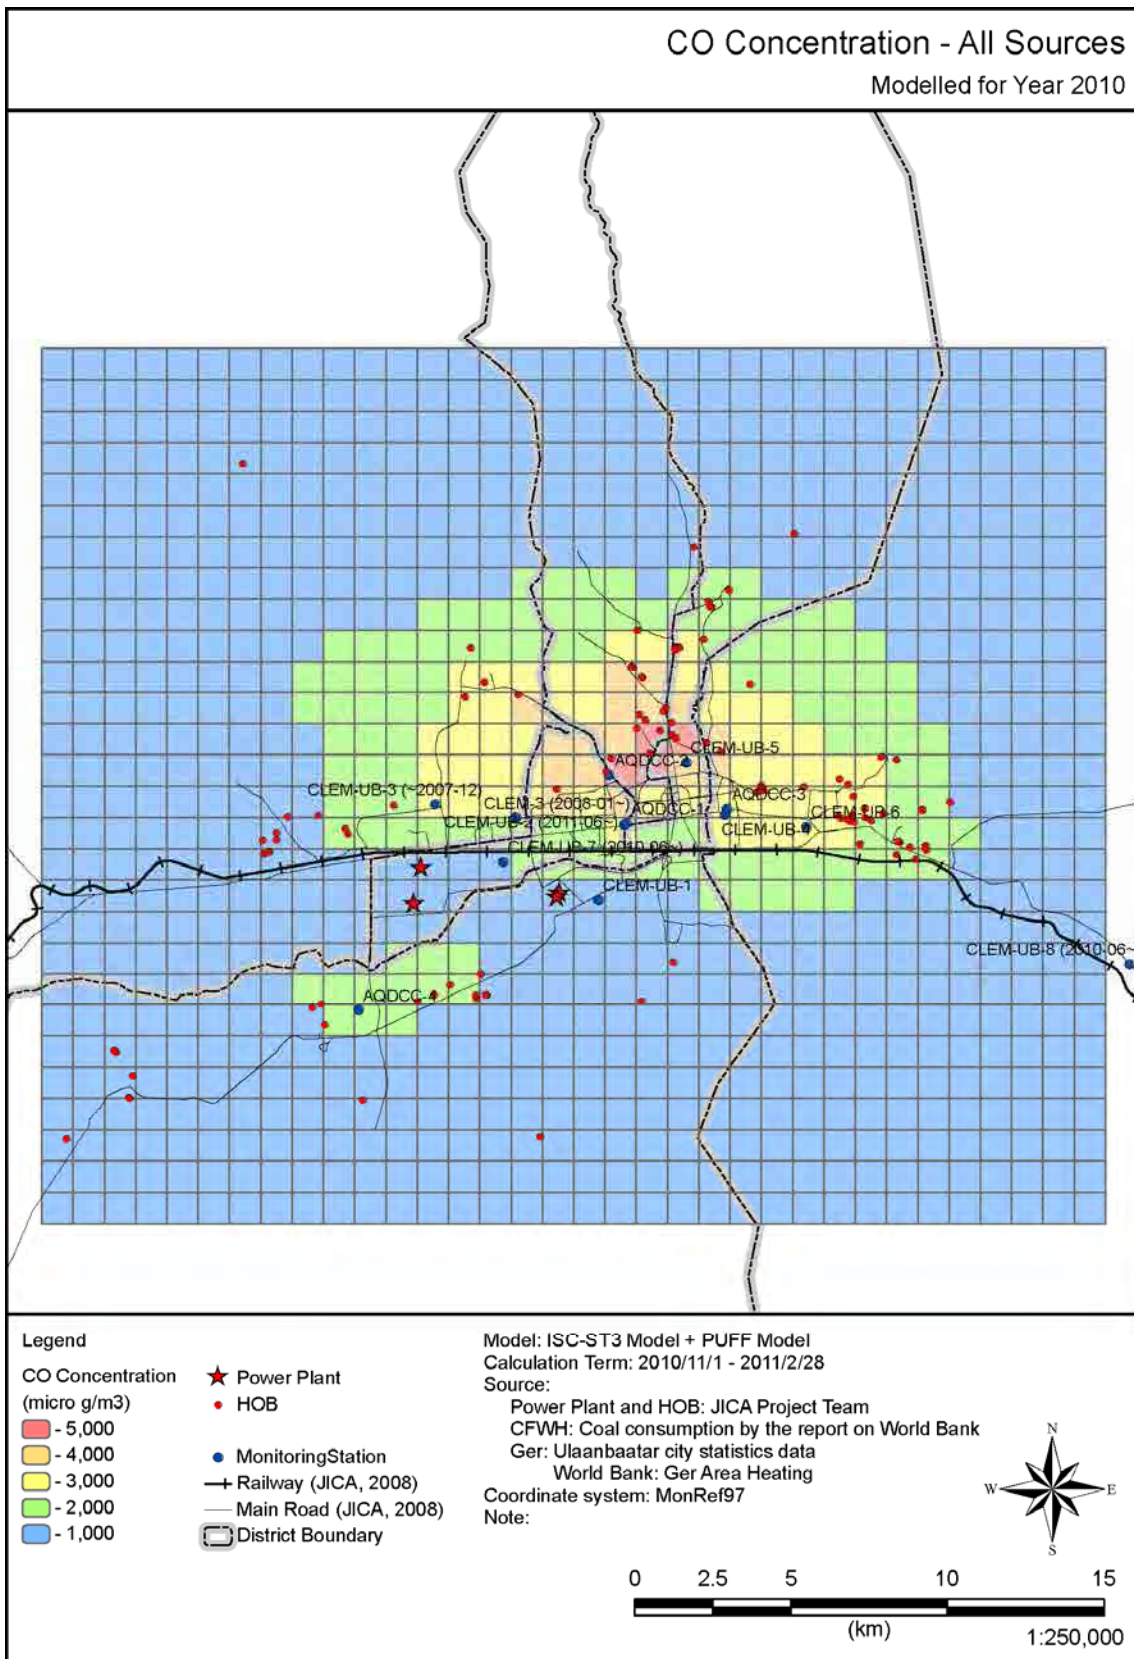 CO Concentration - All Sources
Modelled for Year 2010
CLEM-UB-5
AQDCC-2
CLEM-UB-3 (~2007-12)
CLEM-3 (2008-01~)
AQDCC-1
AQDCC-3
CLEM-UB-2 (2011-06~)
CLEM-UB-4
CLEM-UB-6
CLEM-UB-7 (2010-06~)
CLEM-UB-1
CLEM-UB-8 (2010-06~
AQDCC-4
Legend
CO Concentration
(micro g/m3)
- 5,000
- 4,000
- 3,000
- 2,000
- 1,000
Power Plant
HOB
MonitoringStation
Railway (JICA, 2008)
Main Road (JICA, 2008)
District Boundary
Model: ISC-ST3 Model + PUFF Model
Calculation Term: 2010/11/1 - 2011/2/28
Source:
Power Plant and HOB: JICA Project Team
CFWH: Coal consumption by the report on World Bank
Ger: Ulaanbaatar city statistics data
World Bank: Ger Area Heating
Coordinate system: MonRef97
Note:
N
W
E
S
0 2.5 5 10 15
(km)
1:250,000